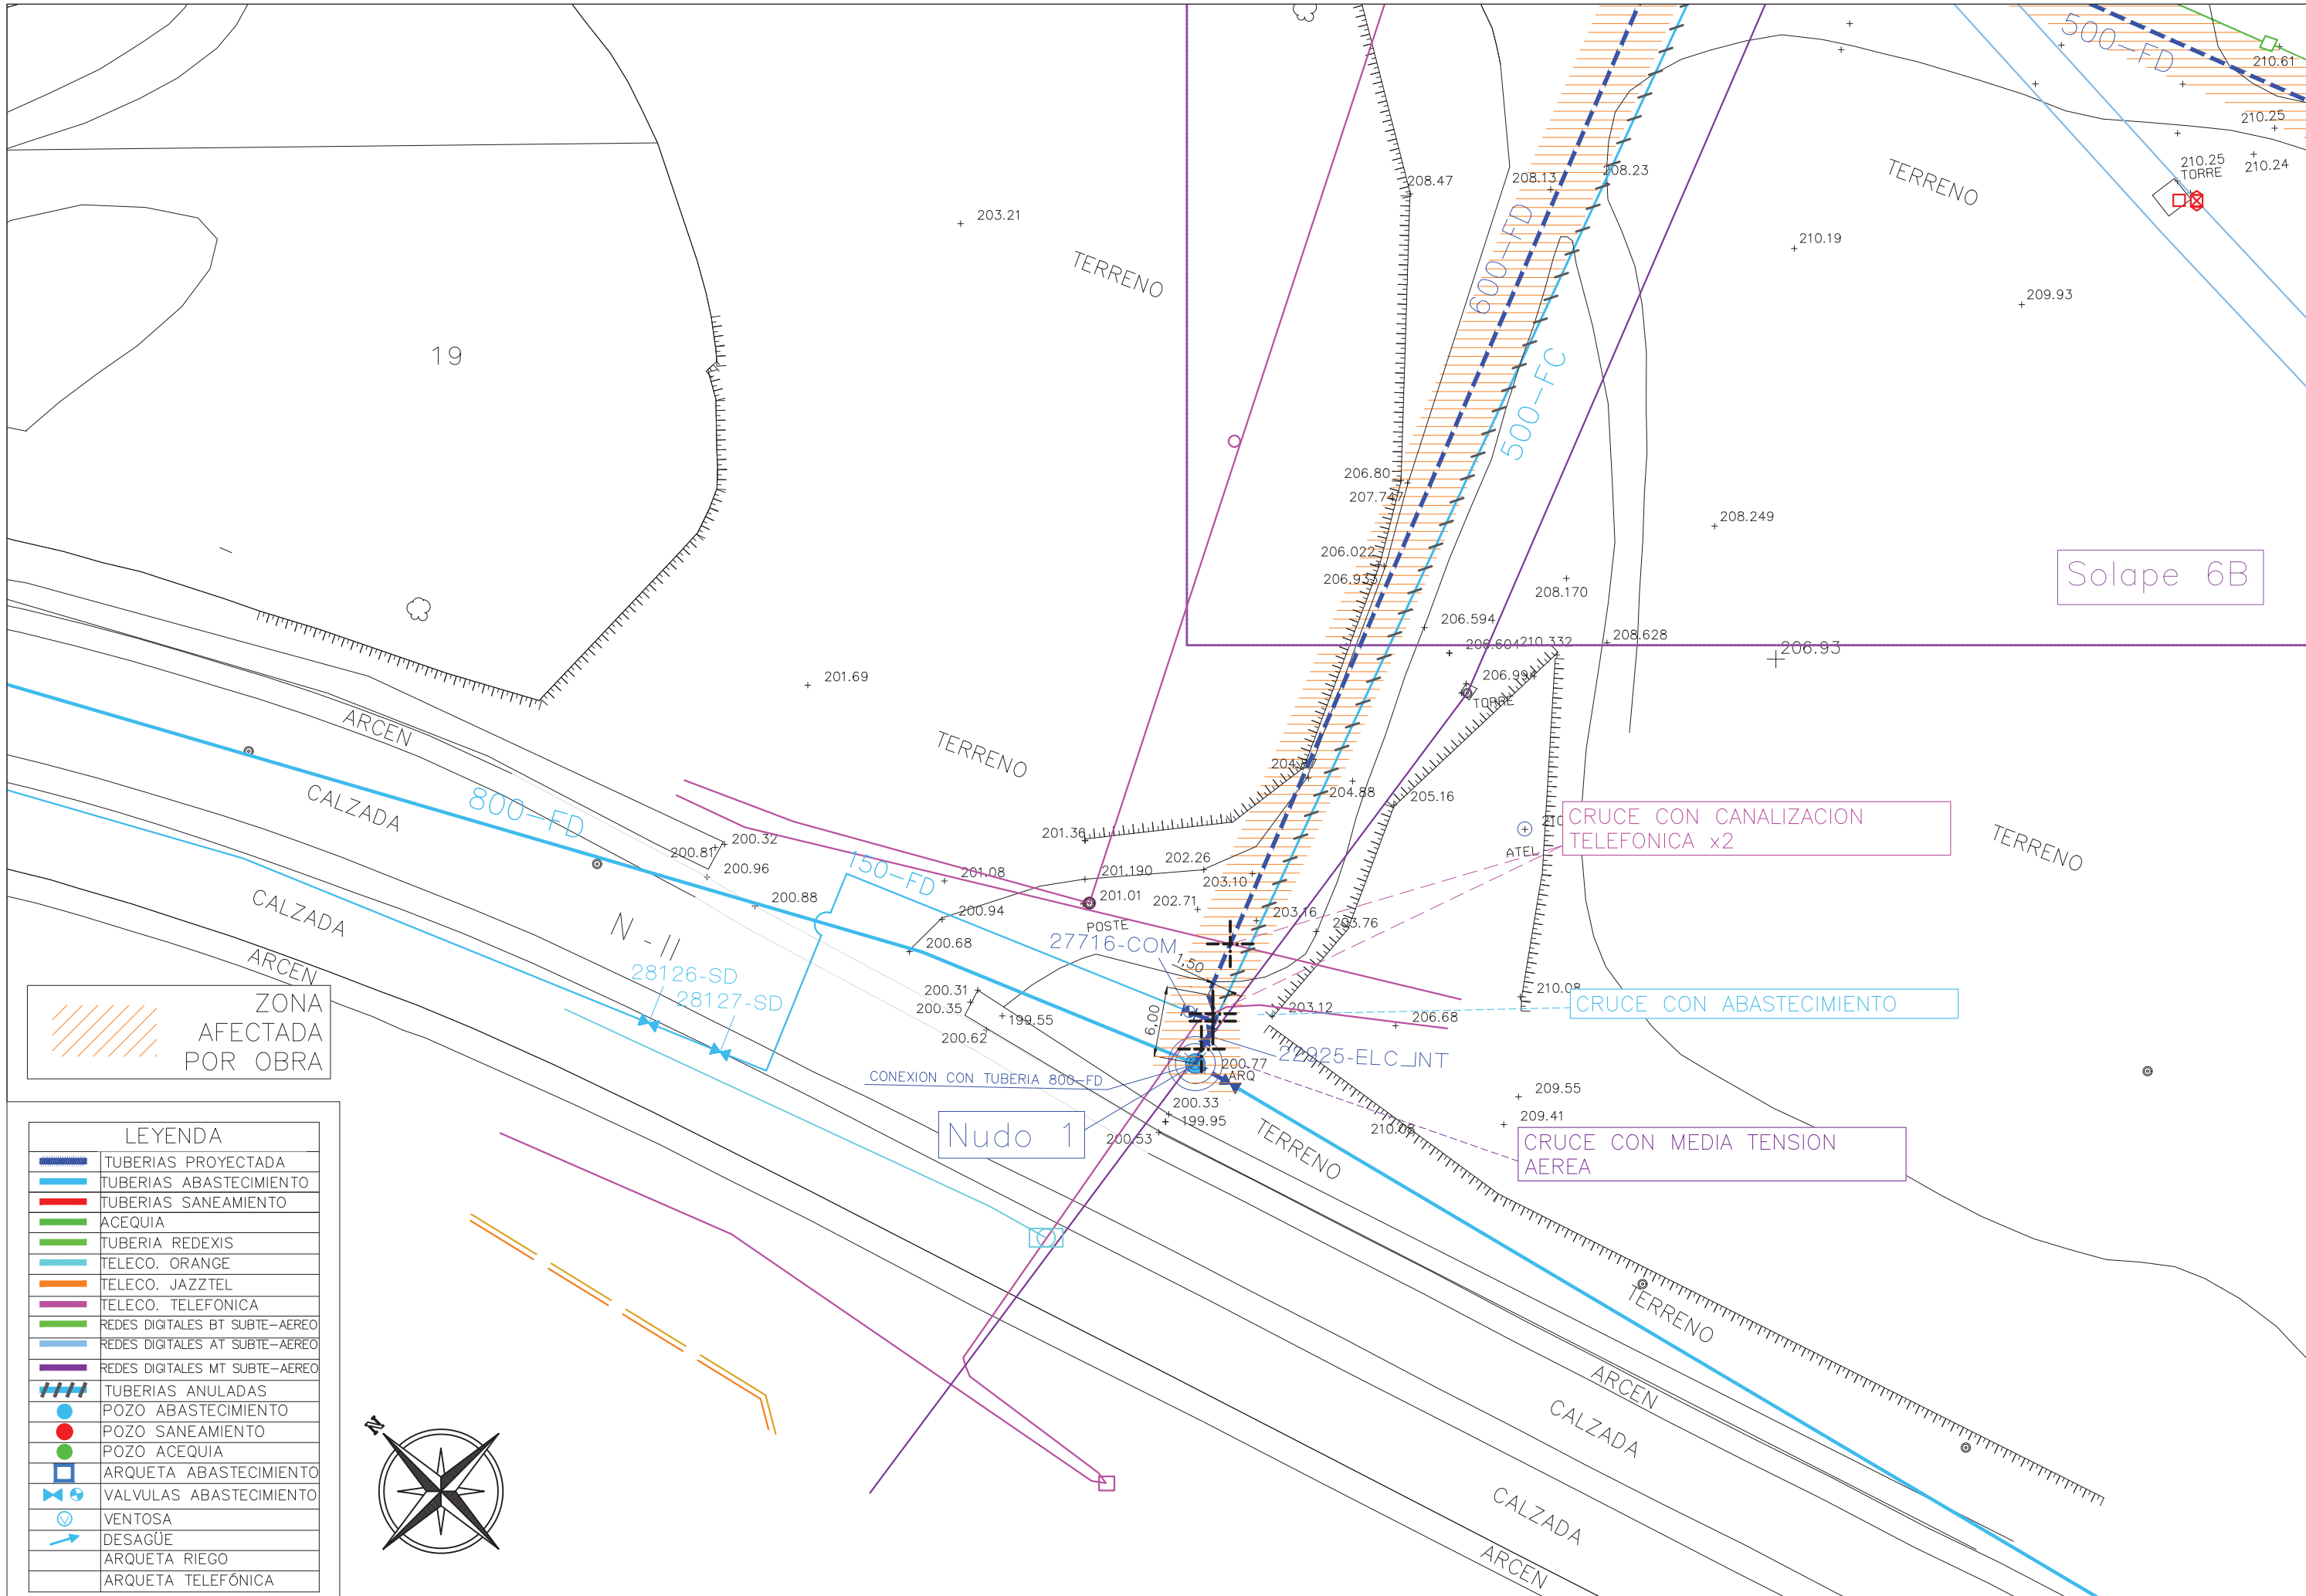 500-FD
210.61
210.25
210.25
TORRE
210.24
TERRENO
208.47
208.13
208.23
203.21
TERRENO
600-FD
210.19
209.93
19
500-FC
206.80
207.747
208.249
206.022
206.933
208.170
Solape 6B
206.594
206.604
210.332
208.628
206.93
201.69
206.994
TORRE
ARCEN
TERRENO
CALZADA
800-FD
204.88
205.16
CRUCE CON CANALIZACION
TELEFONICA x2
200.32
200.81
201.36
ATEL
TERRENO
200.96
150-FD
202.26
201.08
201.190
203.10
200.88
201.01
202.71
CALZADA
N-II
200.94
POSTE
203.16
203.76
200.68
27716-COM
1,50
ARCEN
28126-SD
28127-SD
200.31
200.35
199.55
6,00
203.12
210.08
CRUCE CON ABASTECIMIENTO
ZONA
AFECTADA
POR OBRA
200.62
206.68
22925-ELC_INT
CONEXION CON TUBERIA 800-FD
200.77
ARQ
200.33
199.95
209.55
209.41
Nudo 1
200.53
TERRENO
210.05
CRUCE CON MEDIA TENSION
AEREA
LEYENDA
TUBERIAS PROYECTADA
TUBERIAS ABASTECIMIENTO
TUBERIAS SANEAMIENTO
ACEQUIA
TUBERIA REDEXIS
TELECO. ORANGE
TELECO. JAZZTEL
TELECO. TELEFONICA
REDES DIGITALES BT SUBTE-AEREO
REDES DIGITALES AT SUBTE-AEREO
REDES DIGITALES MT SUBTE-AEREO
TUBERIAS ANULADAS
POZO ABASTECIMIENTO
POZO SANEAMIENTO
POZO ACEQUIA
ARQUETA ABASTECIMIENTO
VALVULAS ABASTECIMIENTO
VENTOSA
DESAGÜE
ARQUETA RIEGO
ARQUETA TELEFÓNICA
N
TERRENO
ARCEN
CALZADA
CALZADA
ARCEN